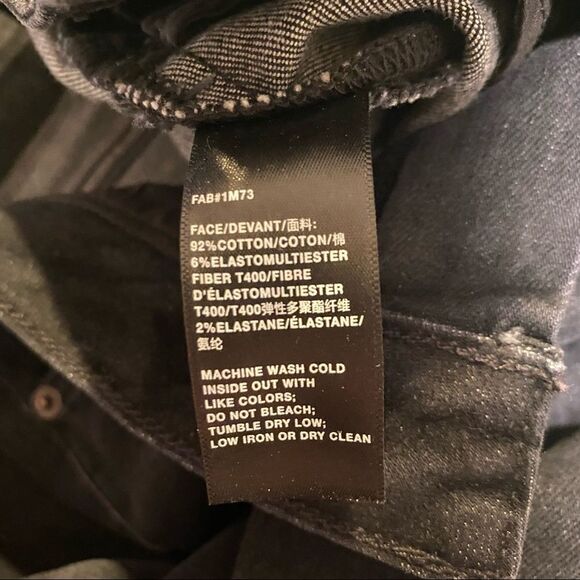 FAB#1M73
FACE/DEVANT/面料:
92%COTTON/COTON/棉
6%ELASTOMULTIESTER
FIBER T400/FIBRE
D'ÉLASTOMULTIESTER
T400/T400弹性多聚酯纤维
2%ELASTANE/ÉLASTANE/
氨纶
MACHINE WASH COLD
INSIDE OUT WITH
LIKE COLORS;
DO NOT BLEACH;
TUMBLE DRY LOW;
LOW IRON OR DRY CLEAN